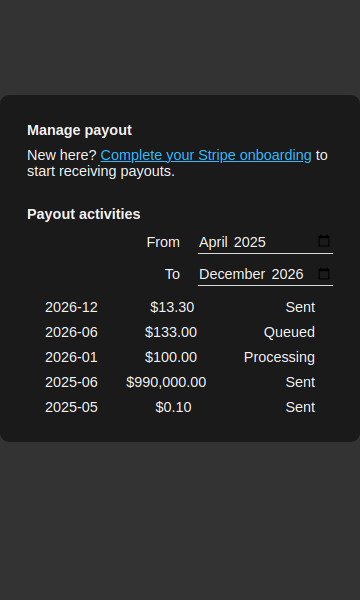 Manage payout
New here? Complete your Stripe onboarding to
start receiving payouts.
Payout activities
From April 2025
To December 2026
2026-12 $13.30 Sent
2026-06 $133.00 Queued
2026-01 $100.00 Processing
2025-06 $990,000.00 Sent
2025-05 $0.10 Sent